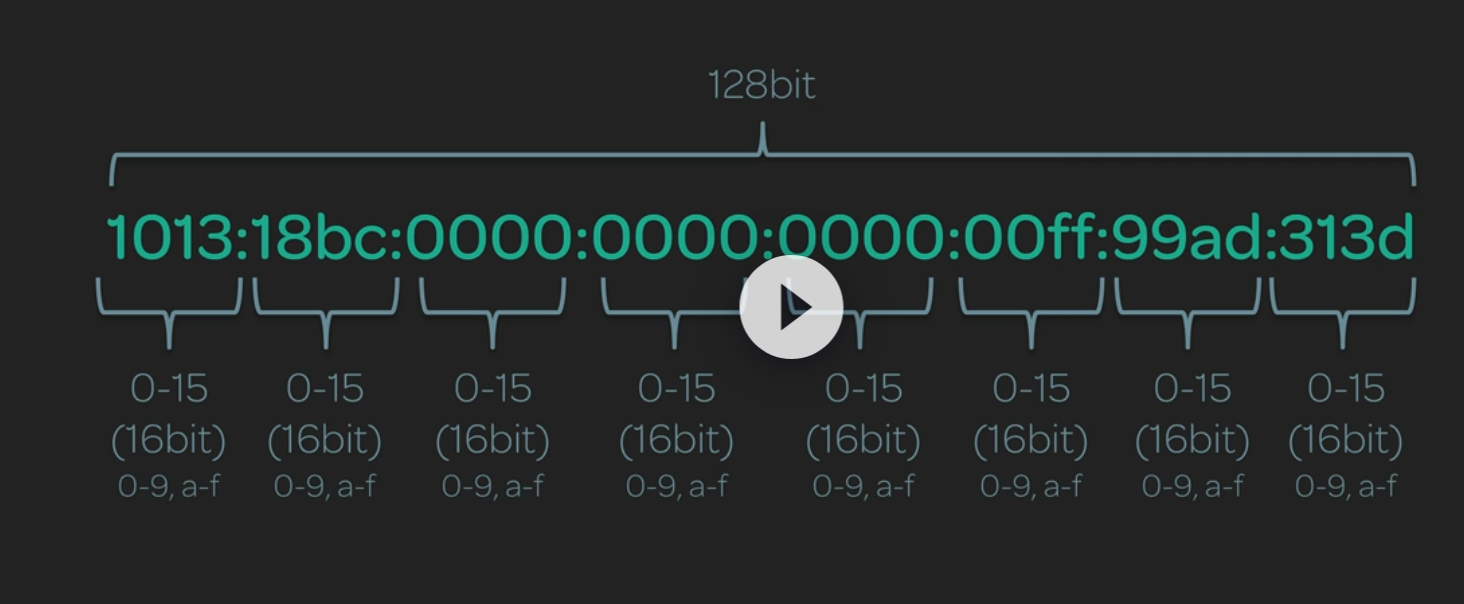 128bit
1013:18bc:0000:0000:0000:00ff:99ad:313d
0-15 0-15 0-15 0-15 0-15 0-15 0-15 0-15
(16bit) (16bit) (16bit) (16bit) (16bit) (16bit) (16bit) (16bit)
0-9, a-f 0-9, a-f 0-9, a-f 0-9, a-f 0-9, a-f 0-9, a-f 0-9, a-f 0-9, a-f